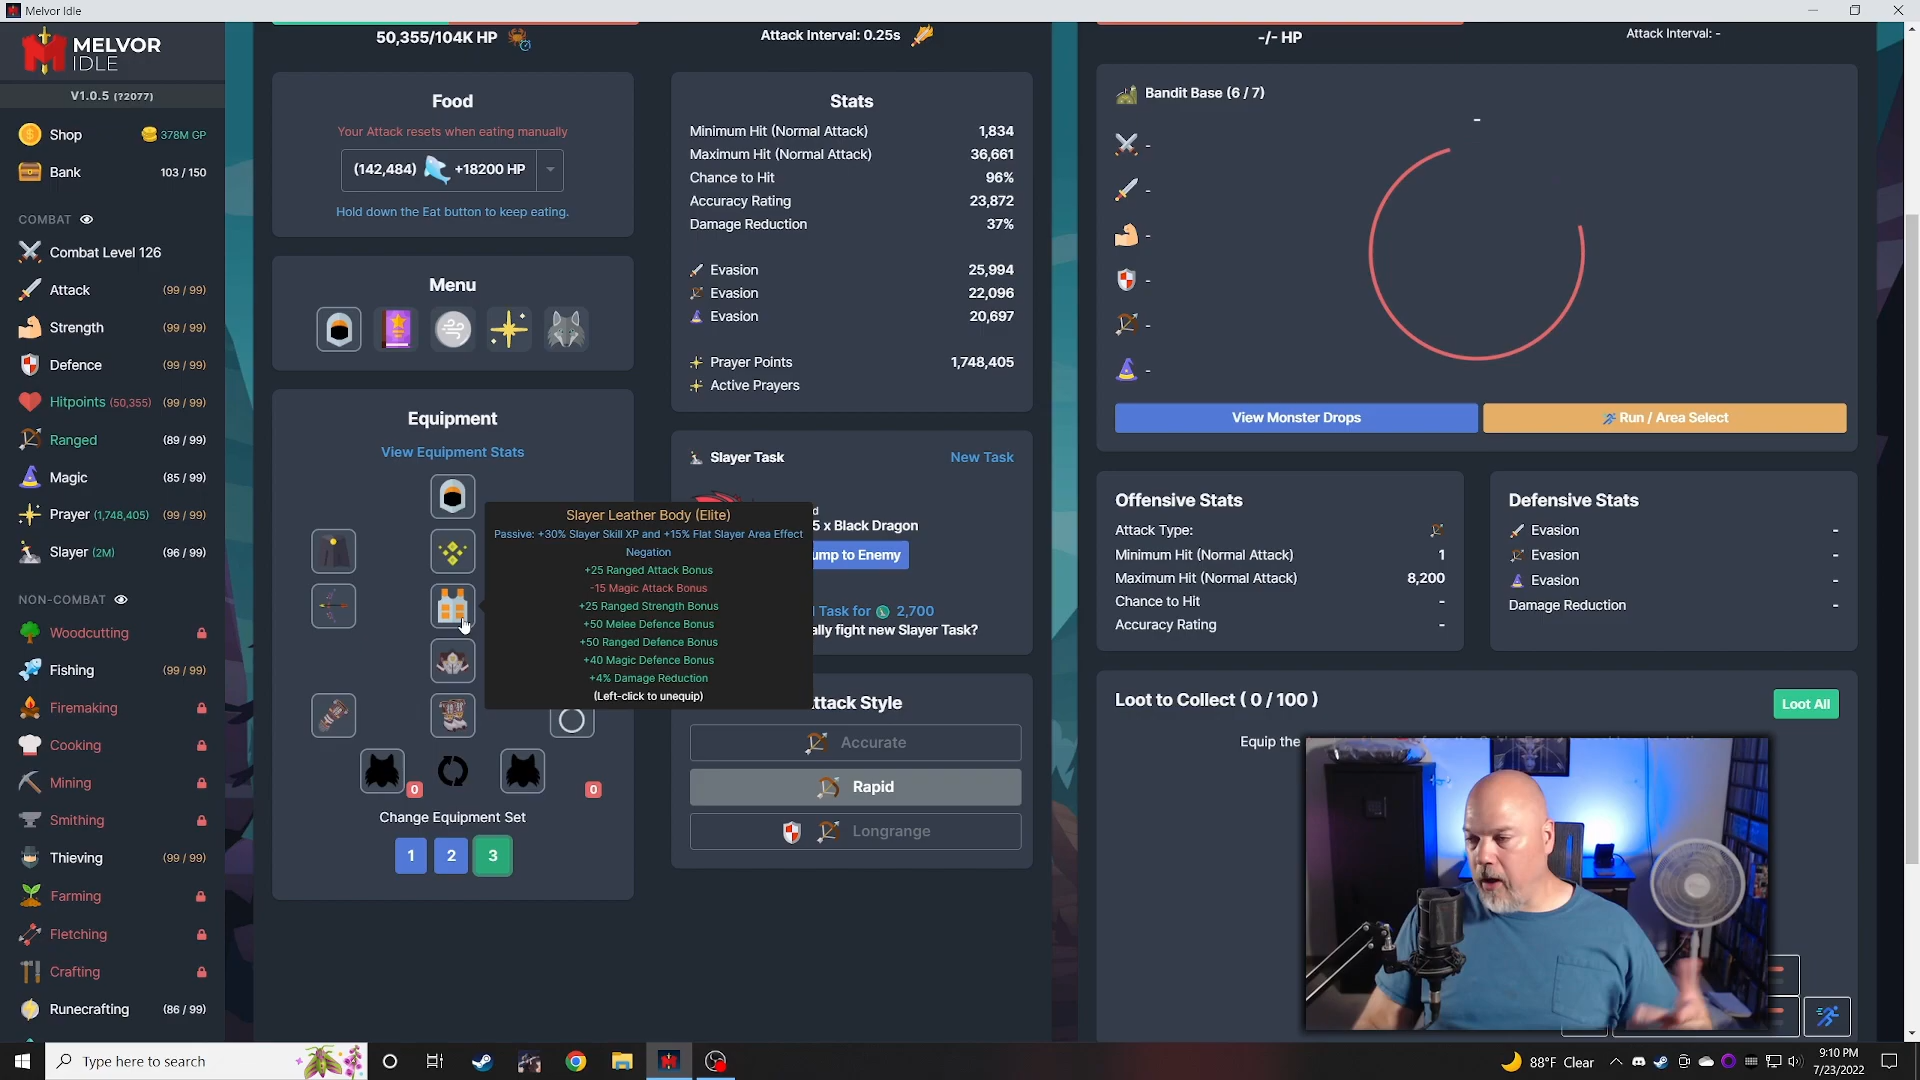 Melvor Idle
MELVOR
IDLE
V1.0.5 (?2077)
Shop 378M GP
Bank 103 / 150
COMBAT
Combat Level 126
Attack (99 / 99)
Strength (99 / 99)
Defence (99 / 99)
Hitpoints (50,355) (99 / 99)
Ranged (89 / 99)
Magic (85 / 99)
Prayer (1,748,405) (99 / 99)
Slayer (2M) (96 / 99)
NON-COMBAT
Woodcutting
Fishing (99 / 99)
Firemaking
Cooking
Mining
Smithing
Thieving (99 / 99)
Farming
Fletching
Crafting
Runecrafting (86 / 99)
50,355/104K HP
Attack Interval: 0.25s
Food
Your Attack resets when eating manually
(142,484) +18200 HP
Hold down the Eat button to keep eating.
Menu
Equipment
View Equipment Stats
0
0
Change Equipment Set
1 2 3
Stats
Minimum Hit (Normal Attack) 1,834
Maximum Hit (Normal Attack) 36,661
Chance to Hit 96%
Accuracy Rating 23,872
Damage Reduction 37%
Evasion 25,994
Evasion 22,096
Evasion 20,697
Prayer Points 1,748,405
Active Prayers
Slayer Task New Task
Slayer Leather Body (Elite)
Passive: +30% Slayer Skill XP and +15% Flat Slayer Area Effect
Negation
+25 Ranged Attack Bonus
-15 Magic Attack Bonus
+25 Ranged Strength Bonus
+50 Melee Defence Bonus
+50 Ranged Defence Bonus
+40 Magic Defence Bonus
+4% Damage Reduction
(Left-click to unequip)
d
5 x Black Dragon
ump to Enemy
l Task for 2,700
ally fight new Slayer Task?
ttack Style
Accurate
Rapid
Longrange
-/- HP
Attack Interval: -
Bandit Base (6 / 7)
-
-
-
-
-
-
-
View Monster Drops
Run / Area Select
Offensive Stats
Attack Type:
Minimum Hit (Normal Attack) 1
Maximum Hit (Normal Attack) 8,200
Chance to Hit -
Accuracy Rating -
Defensive Stats
Evasion -
Evasion -
Evasion -
Damage Reduction -
Loot to Collect ( 0 / 100 )
Loot All
Equip the
Type here to search
88°F Clear
9:10 PM
7/23/2022